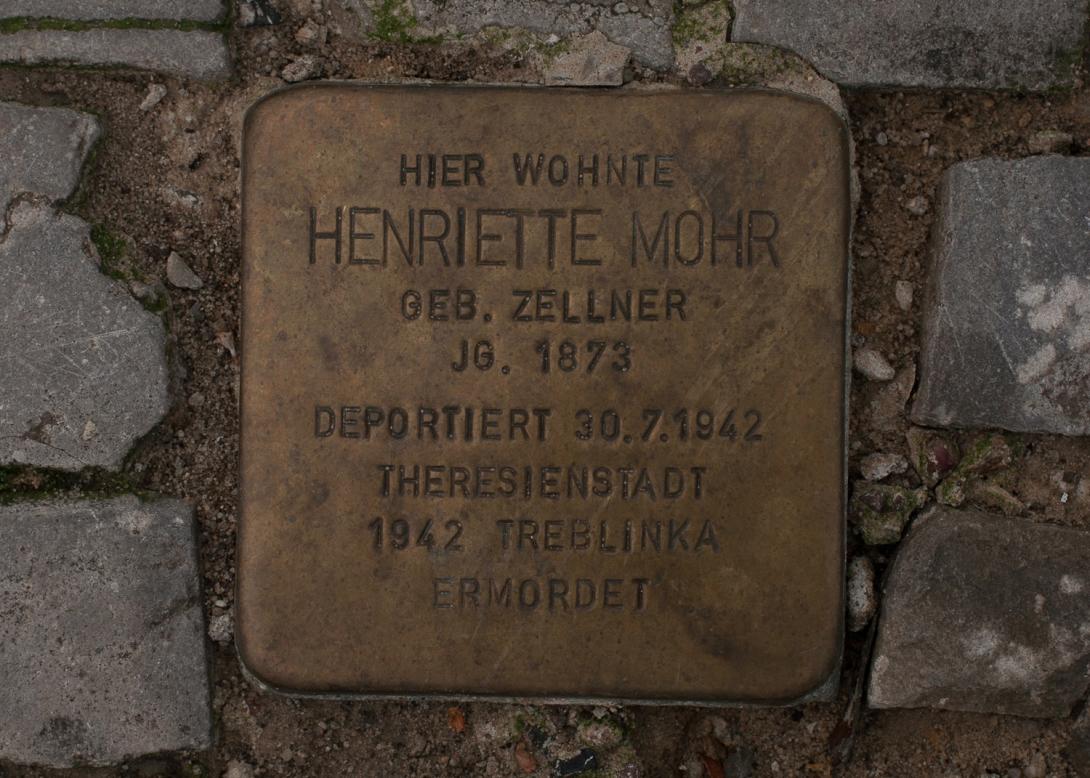 HIER WOHNTE
HENRIETTE MOHR
GEB. ZELLNER
JG. 1873
DEPORTIERT 30.7.1942
THERESIENSTADT
1942 TREBLINKA
ERMORDET